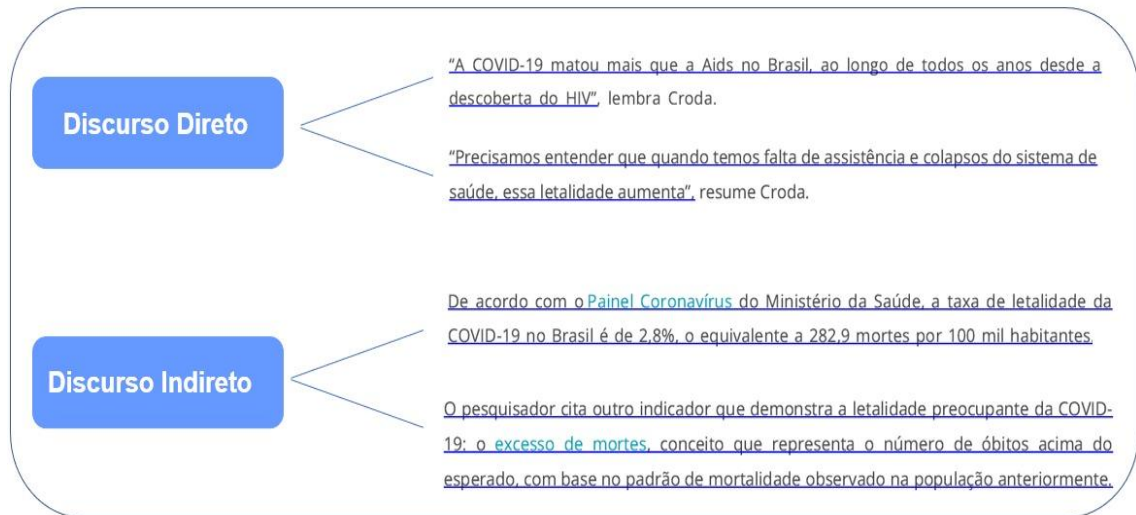 Discurso Direto
“A COVID-19 matou mais que a Aids no Brasil, ao longo de todos os anos desde a
descoberta do HIV”, lembra Croda.
“Precisamos entender que quando temos falta de assistência e colapsos do sistema de
saúde, essa letalidade aumenta”, resume Croda.
Discurso Indireto
De acordo com o Painel Coronavírus do Ministério da Saúde, a taxa de letalidade da
COVID-19 no Brasil é de 2,8%, o equivalente a 282,9 mortes por 100 mil habitantes.
O pesquisador cita outro indicador que demonstra a letalidade preocupante da COVID-
19: o excesso de mortes, conceito que representa o número de óbitos acima do
esperado, com base no padrão de mortalidade observado na população anteriormente.